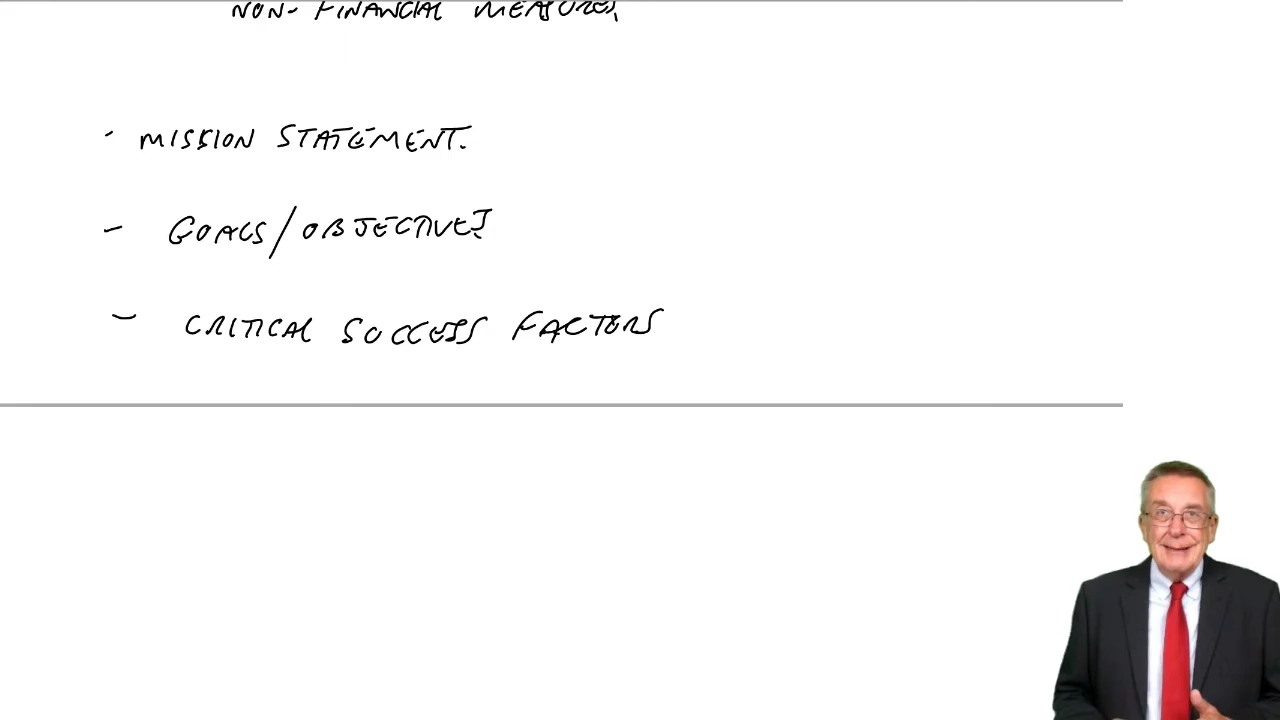 NON- FINANCIAL MEASURES
- MISSION STATEMENT.
- GOALS/OBJECTIVES
- CRITICAL SUCCESS FACTORS